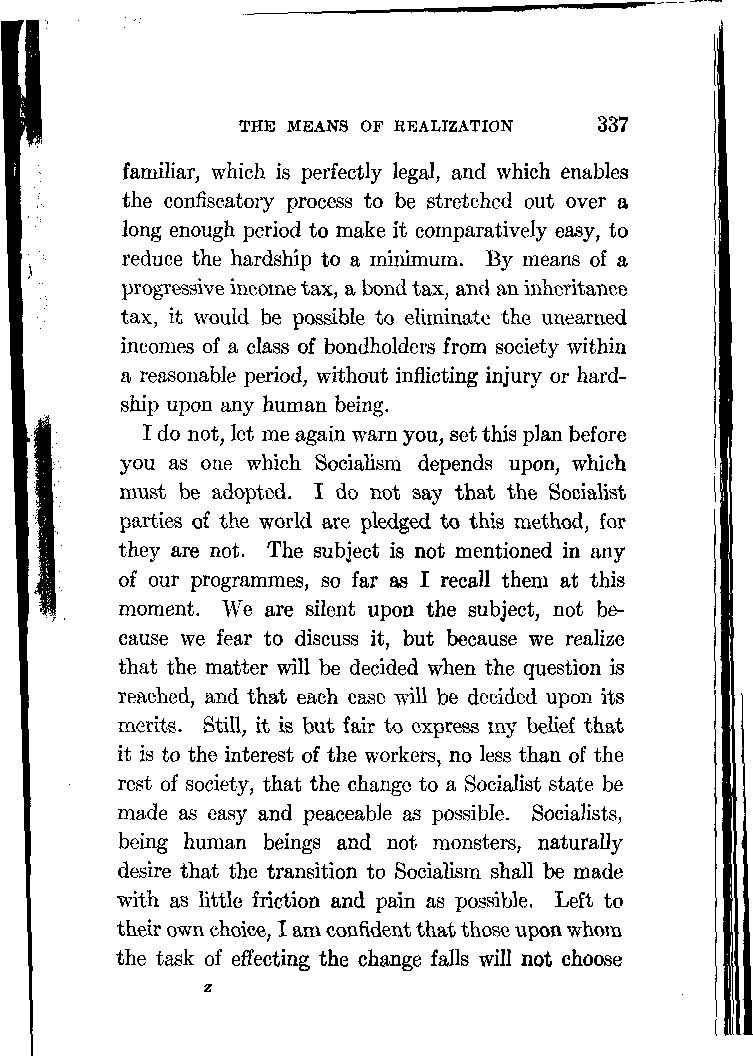 THE MEANS OF REALIZATION 337
familiar, which is perfectly legal, and which enables
the confiscatory process to be stretched out over a
long enough period to make it comparatively easy, to
reduce the hardship to a minimum. By means of a
progressive income tax, a bond tax, and an inheritance
tax, it would be possible to eliminate the unearned
incomes of a class of bondholders from society within
a reasonable period, without inflicting injury or hard-
ship upon any human being.
I do not, let me again warn you, set this plan before
you as one which Socialism depends upon, which
must be adopted. I do not say that the Socialist
parties of the world are pledged to this method, for
they are not. The subject is not mentioned in any
of our programmes, so far as I recall them at this
moment. We are silent upon the subject, not be-
cause we fear to discuss it, but because we realize
that the matter will be decided when the question is
reached, and that each case will be decided upon its
merits. Still, it is but fair to express my belief that
it is to the interest of the workers, no less than of the
rest of society, that the change to a Socialist state be
made as easy and peaceable as possible. Socialists,
being human beings and not monsters, naturally
desire that the transition to Socialism shall be made
with as little friction and pain as possible. Left to
their own choice, I am confident that those upon whom
the task of effecting the change falls will not choose
z